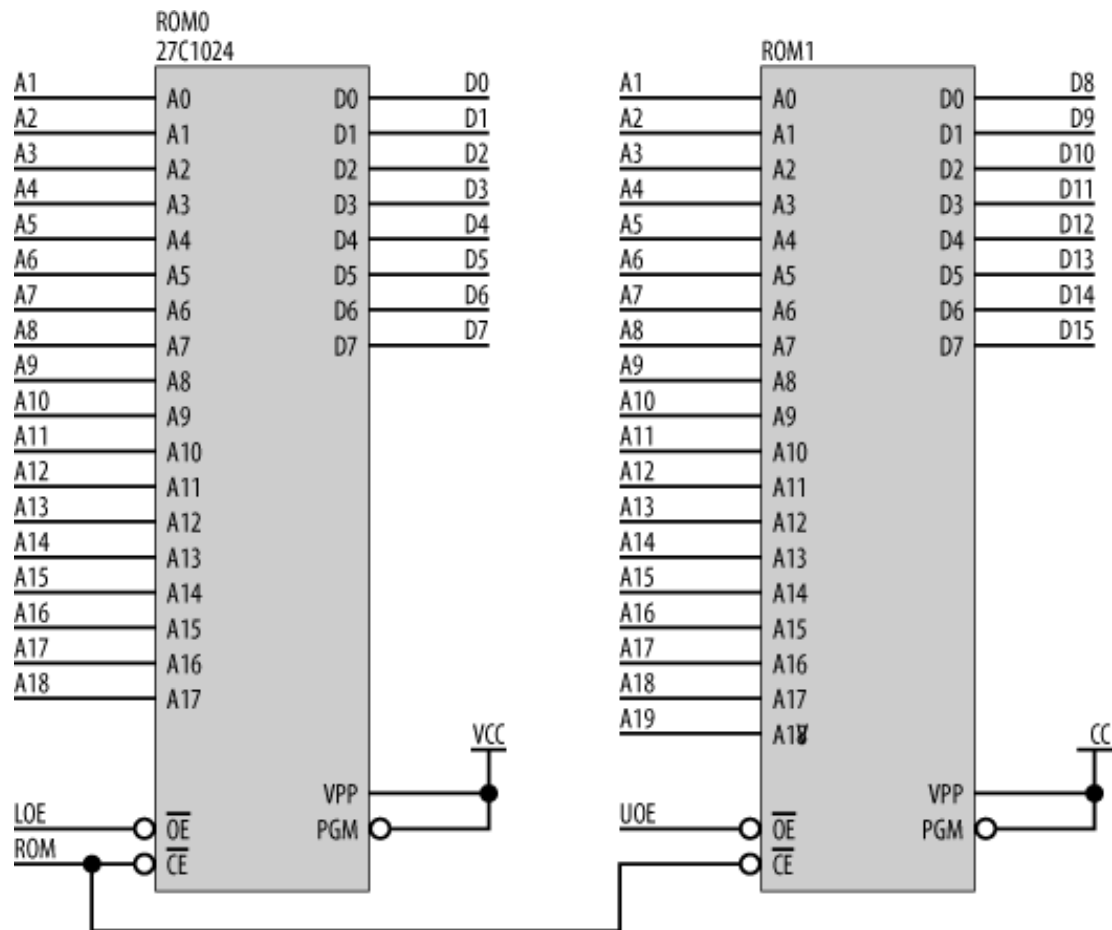 ROM0
27C1024
ROM1
A1 A0 D0 D0 A1 A0 D0 D8
A2 A1 D1 D1 A2 A1 D1 D9
A3 A2 D2 D2 A3 A2 D2 D10
A4 A3 D3 D3 A4 A3 D3 D11
A5 A4 D4 D4 A5 A4 D4 D12
A6 A5 D5 D5 A6 A5 D5 D13
A7 A6 D6 D6 A7 A6 D6 D14
A8 A7 D7 D7 A8 A7 D7 D15
A9 A8 A9 A8
A10 A9 A10 A9
A11 A10 A11 A10
A12 A11 A12 A11
A13 A12 A13 A12
A14 A13 A14 A13
A15 A14 A15 A14
A16 A15 A16 A15
A17 A16 A17 A16
A18 A17 A18 A17
A19
VCC CC
VPP VPP
LOE OE PGM UOE OE PGM
ROM CE CE